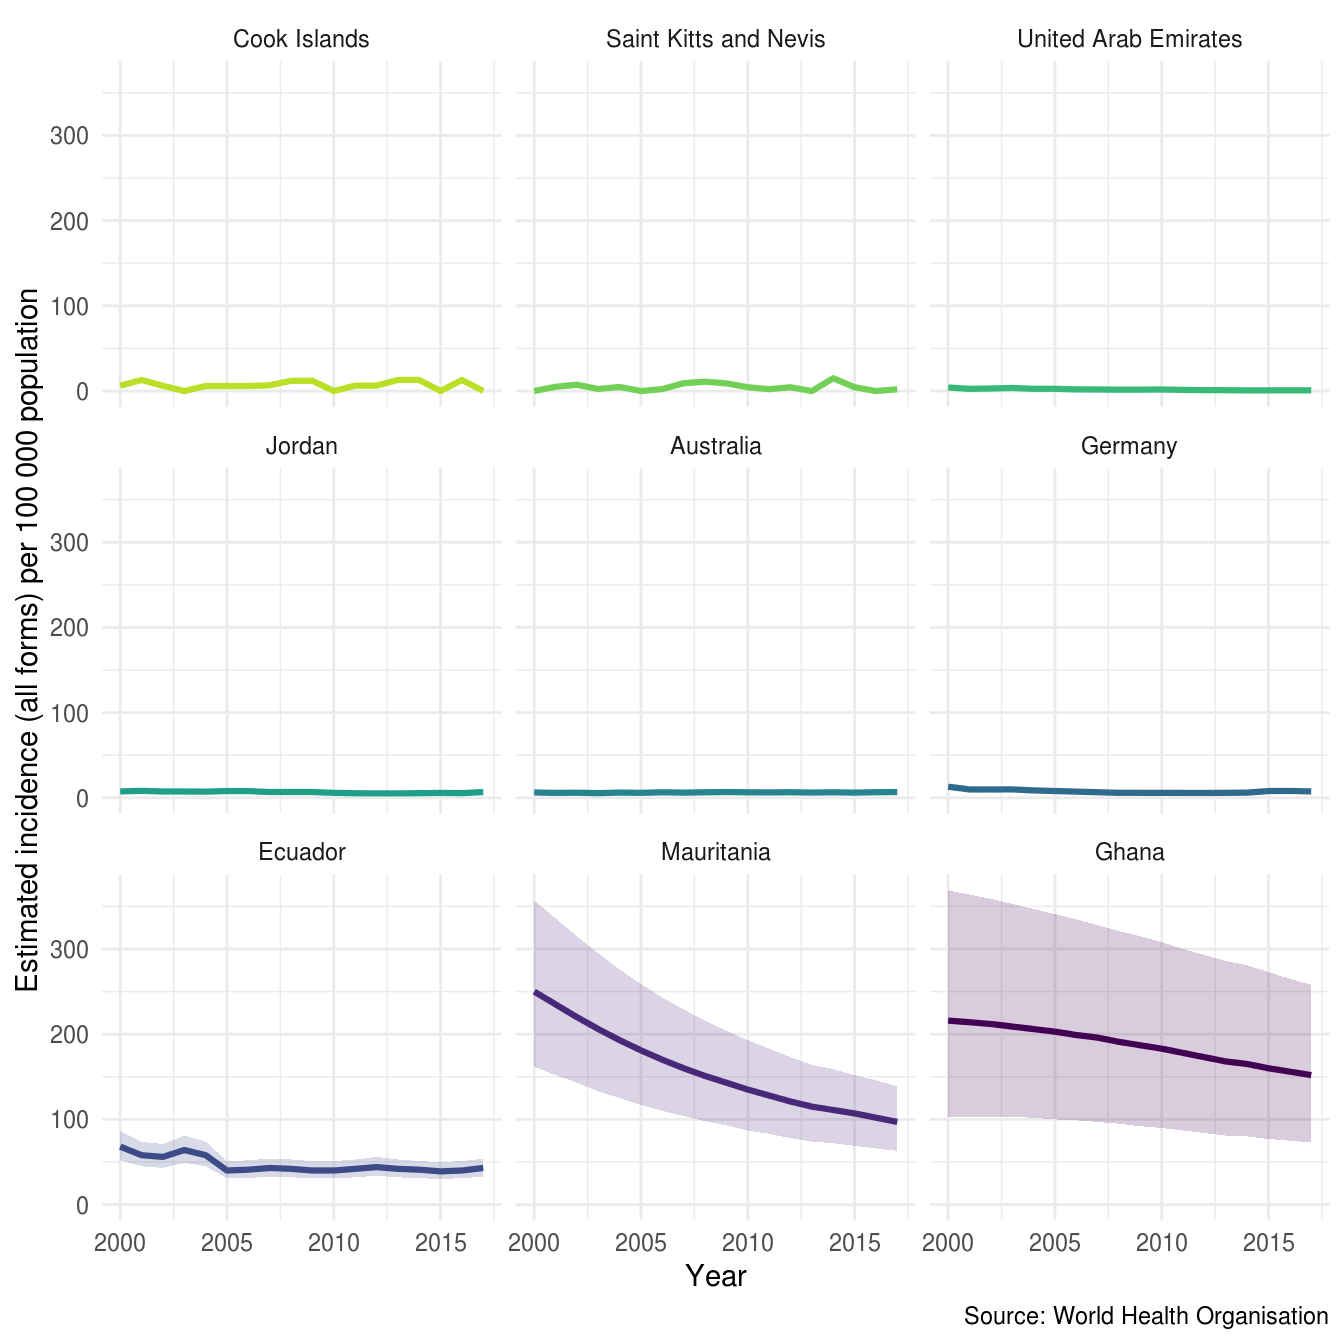 Cook Islands Saint Kitts and Nevis United Arab Emirates
300
200
100
0
Jordan Australia Germany
300
200
100
0
Ecuador Mauritania Ghana
300
200
100
0
2000 2005 2010 2015 2000 2005 2010 2015 2000 2005 2010 2015
Estimated incidence (all forms) per 100 000 population
Year
Source: World Health Organisation